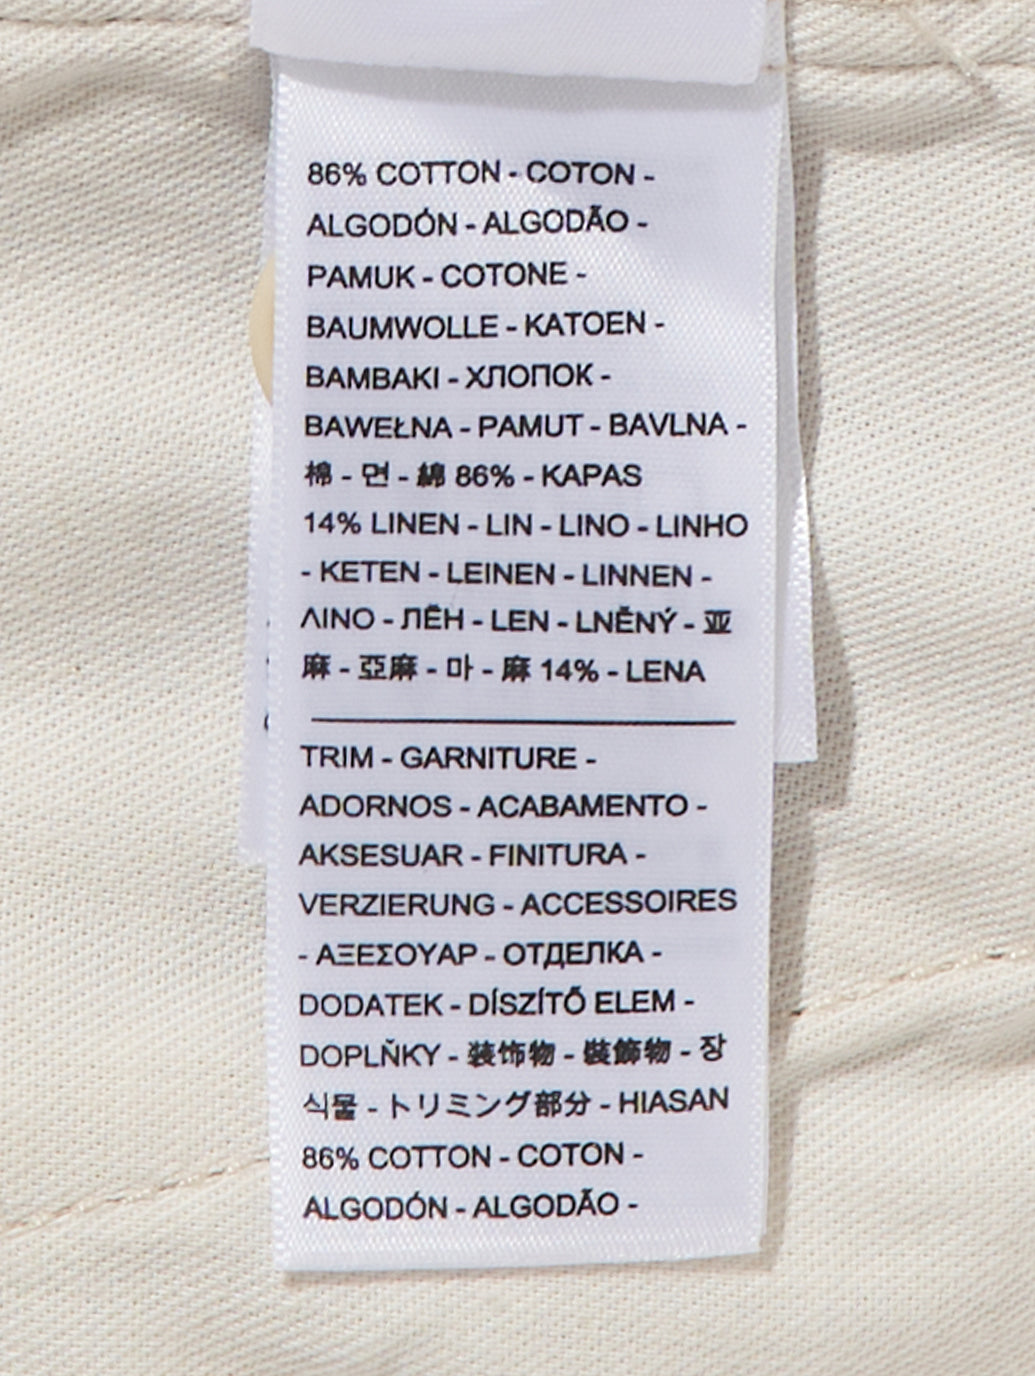 86% COTTON - COTON -
ALGODÓN - ALGODÃO -
PAMUK - COTONE -
BAUMWOLLE - KATOEN -
BAMBAKI - ХЛОПОК -
BAWEŁNA - PAMUT - BAVLNA -
棉 - 면 - 綿 86% - KAPAS
14% LINEN - LIN - LINO - LINHO
- KETEN - LEINEN - LINNEN -
ΛΙΝΟ - ЛЁН - LEN - LNĚNÝ - 亚
麻 - 亞麻 - 마 - 麻 14% - LENA
TRIM - GARNITURE -
ADORNOS - ACABAMENTO -
AKSESUAR - FINITURA -
VERZIERUNG - ACCESSOIRES
- ΑΞΕΣΟΥΑΡ - ОТДЕЛКА -
DODATEK - DÍSZÍTŐ ELEM -
DOPLŇKY - 装饰物 - 裝飾物 - 장
식물 - トリミング部分 - HIASAN
86% COTTON - COTON -
ALGODÓN - ALGODÃO -